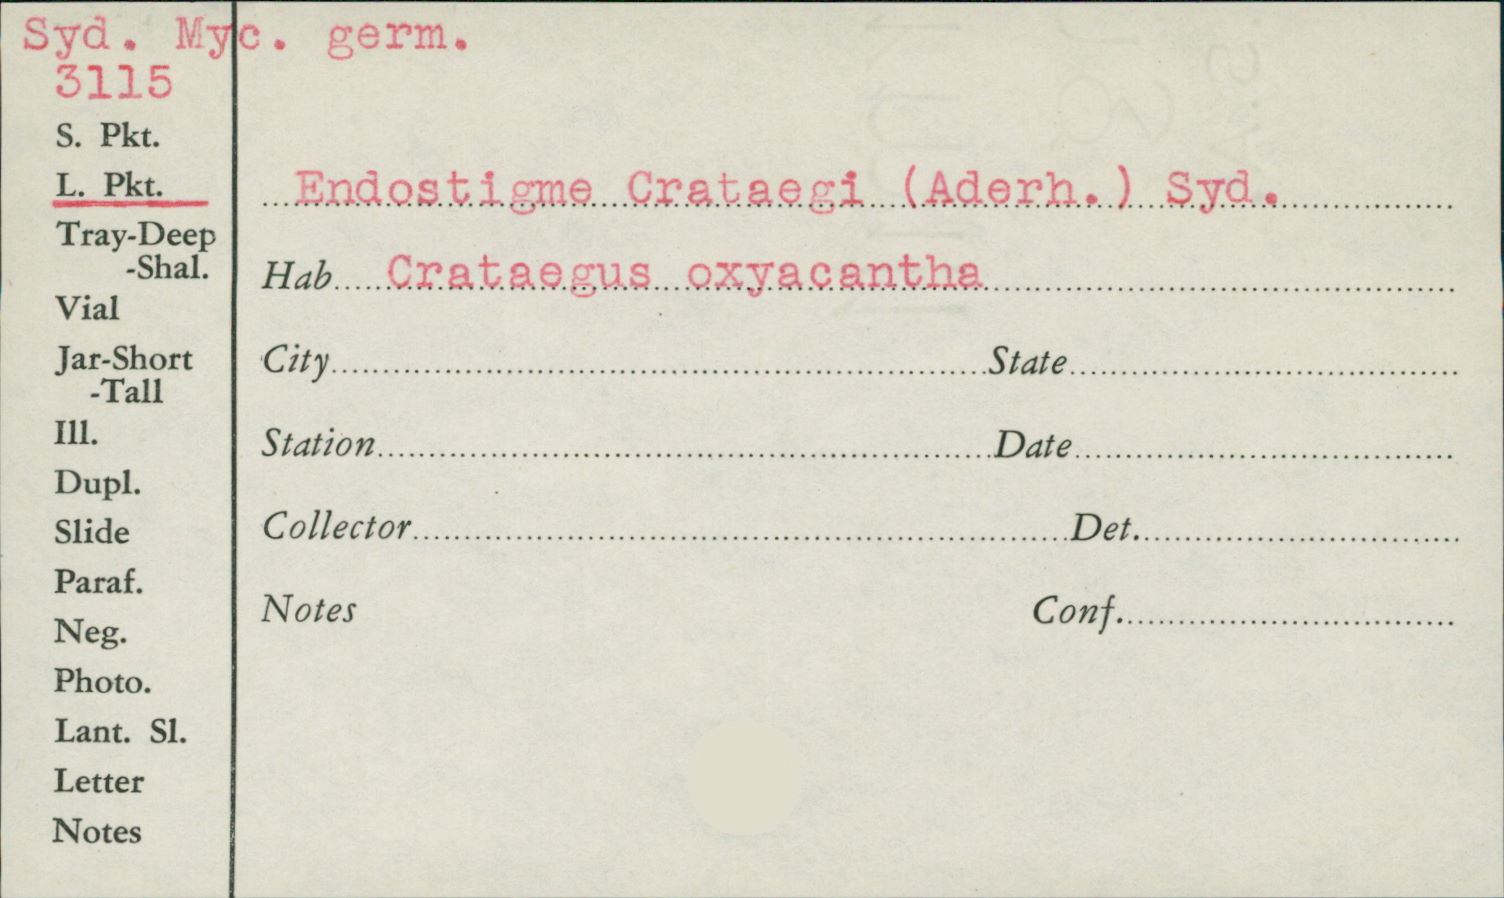 Syd. Myc. germ.
3115
S. Pkt.
L. Pkt.
Tray-Deep
-Shal.
Vial
Jar-Short
-Tall
Ill.
Dupl.
Slide
Paraf.
Neg.
Photo.
Lant. Sl.
Letter
Notes
Endostigme Crataegi (Aderh.) Syd.
Hab. Crataegus oxyacantha
City State
Station Date
Collector Det.
Notes Conf.